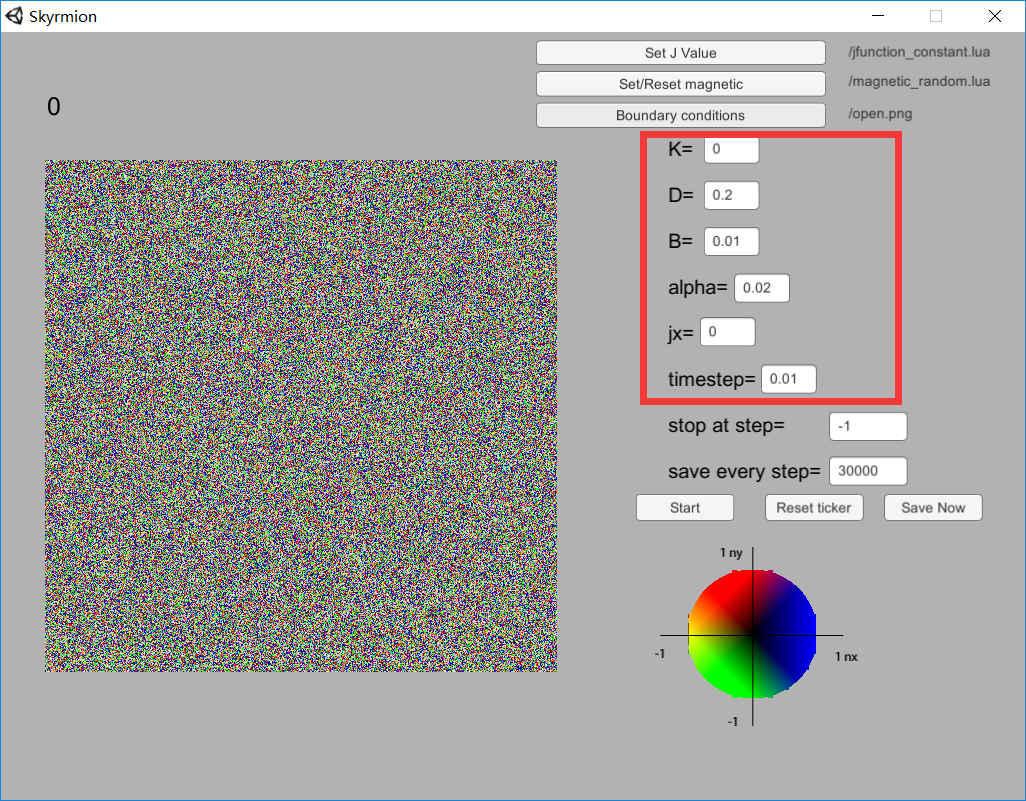 Skyrmion
Set J Value /jfunction_constant.lua
Set/Reset magnetic /magnetic_random.lua
Boundary conditions /open.png
0
K= 0
D= 0.2
B= 0.01
alpha= 0.02
jx= 0
timestep= 0.01
stop at step= -1
save every step= 30000
Start Reset ticker Save Now
1 ny
-1 1 nx
-1